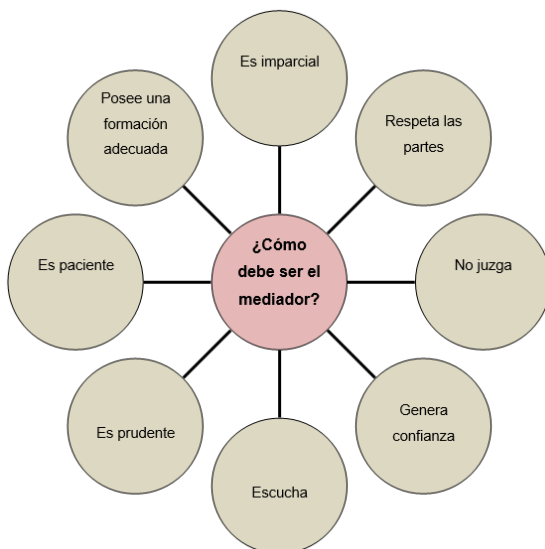 Es imparcial
Respeta las
partes
No juzga
Genera
confianza
Escucha
Es prudente
Es paciente
Posee una
formación
adecuada
¿Cómo
debe ser el
mediador?